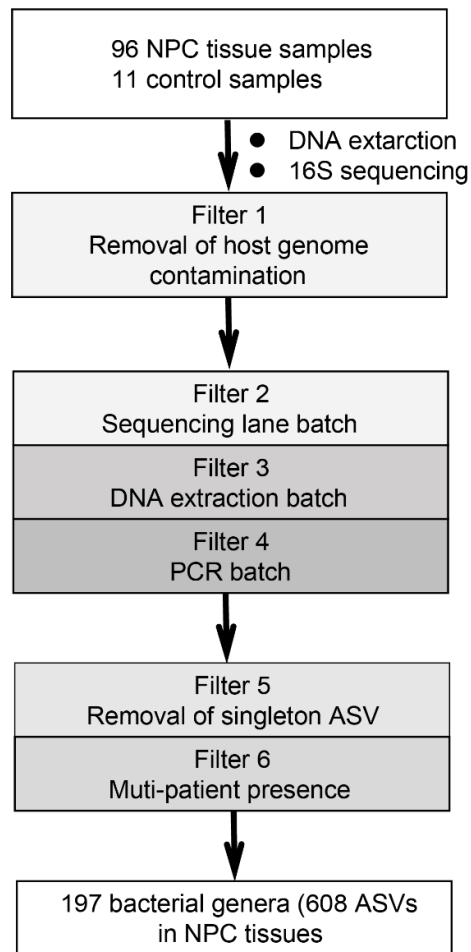 96 NPC tissue samples
11 control samples
● DNA extarction
● 16S sequencing
Filter 1
Removal of host genome
contamination
Filter 2
Sequencing lane batch
Filter 3
DNA extraction batch
Filter 4
PCR batch
Filter 5
Removal of singleton ASV
Filter 6
Muti-patient presence
197 bacterial genera (608 ASVs
in NPC tissues